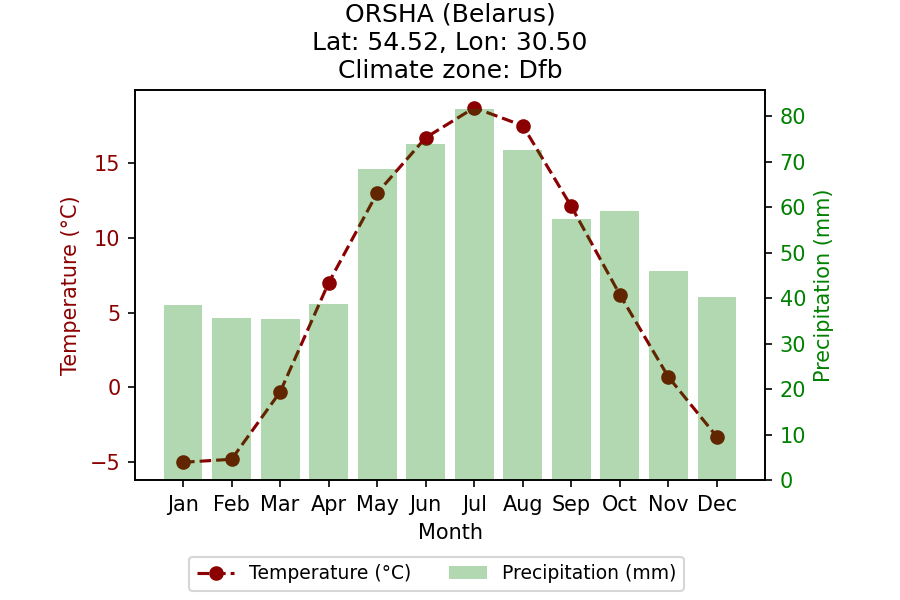 ORSHA (Belarus)
Lat: 54.52, Lon: 30.50
Climate zone: Dfb
Temperature (°C)
15
10
5
0
−5
80
70
60
50
40
30
20
10
0
Precipitation (mm)
Jan Feb Mar Apr May Jun Jul Aug Sep Oct Nov Dec
Month
Temperature (°C) Precipitation (mm)